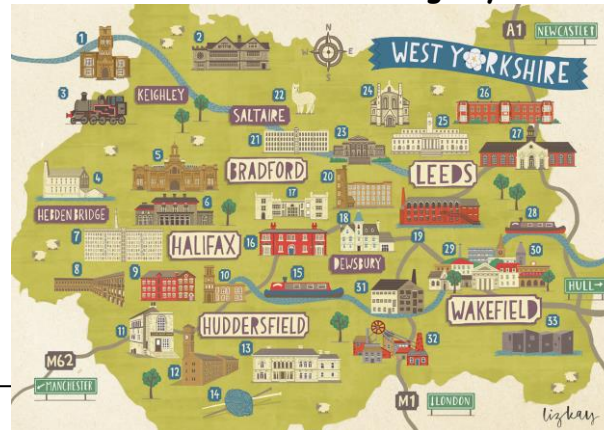 A1
NEWCASTLE↑
WEST YORKSHIRE
N
W
E
S
1
2
3
KEIGHLEY
22
24
26
SALTAIRE
21
23
25
27
5
BRADFORD
20
LEEDS
4
HEBDEN BRIDGE
6
17
28
7
HALIFAX
16
18
19
29
30
DEWSBURY
8
9
10
15
31
WAKEFIELD
HULL→
11
HUDDERSFIELD
32
33
M62
12
13
←MANCHESTER
14
M1
↓LONDON
lizkay